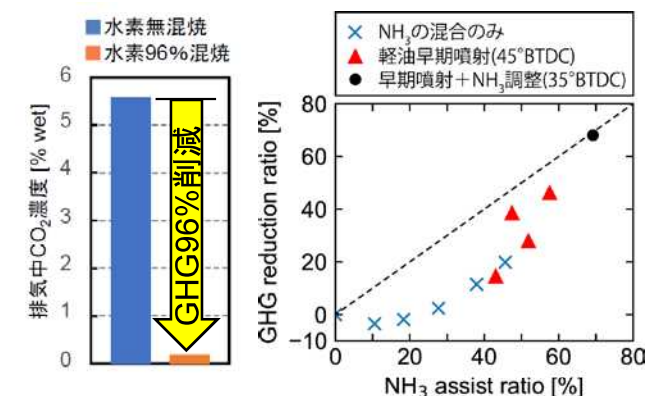 水素無混焼
水素96%混焼
排気中CO₂濃度 [% wet]
6
5
4
3
2
1
0
GHG96%削減
NH₃の混合のみ
軽油早期噴射(45°BTDC)
早期噴射+NH₃調整(35°BTDC)
GHG reduction ratio [%]
80
60
40
20
0
−10
0
20
40
60
80
NH₃ assist ratio [%]